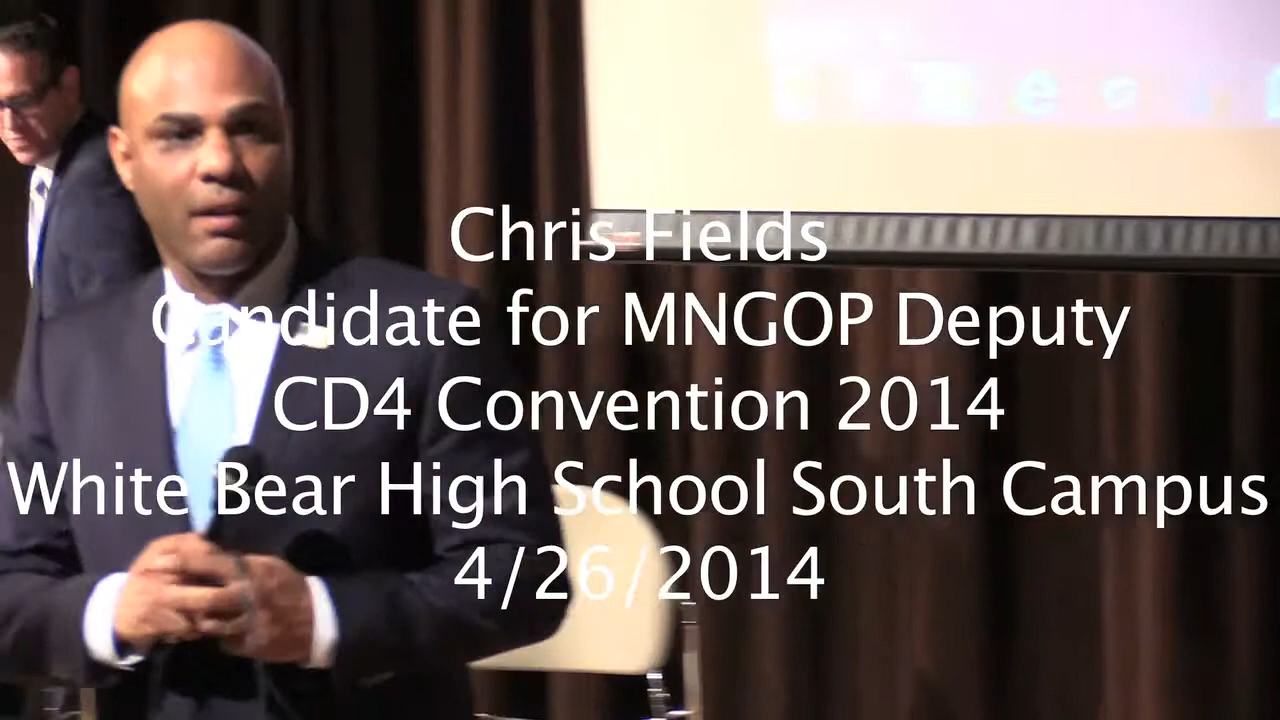 Chris Fields
Candidate for MNGOP Deputy
CD4 Convention 2014
White Bear High School South Campus
4/26/2014